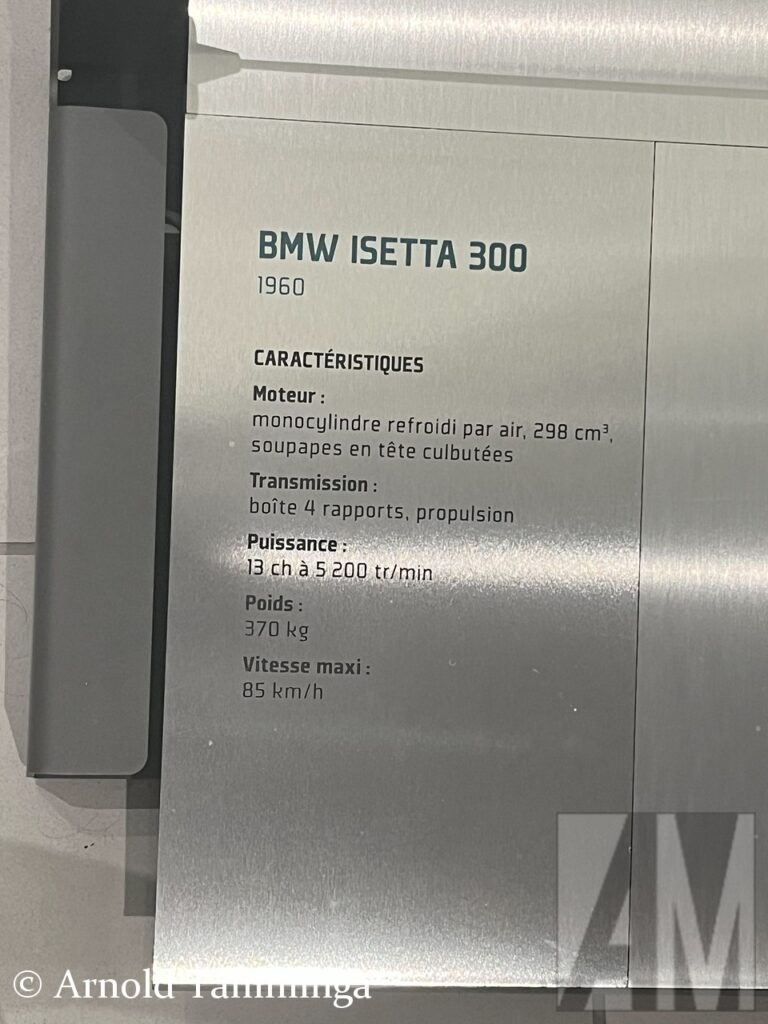 BMW ISETTA 300
1960
CARACTÉRISTIQUES
Moteur :
monocylindre refroidi par air, 298 cm³,
soupapes en tête culbutées
Transmission :
boîte 4 rapports, propulsion
Puissance :
13 ch à 5 200 tr/min
Poids :
370 kg
Vitesse maxi :
85 km/h
AM
© Arnold Tamminga